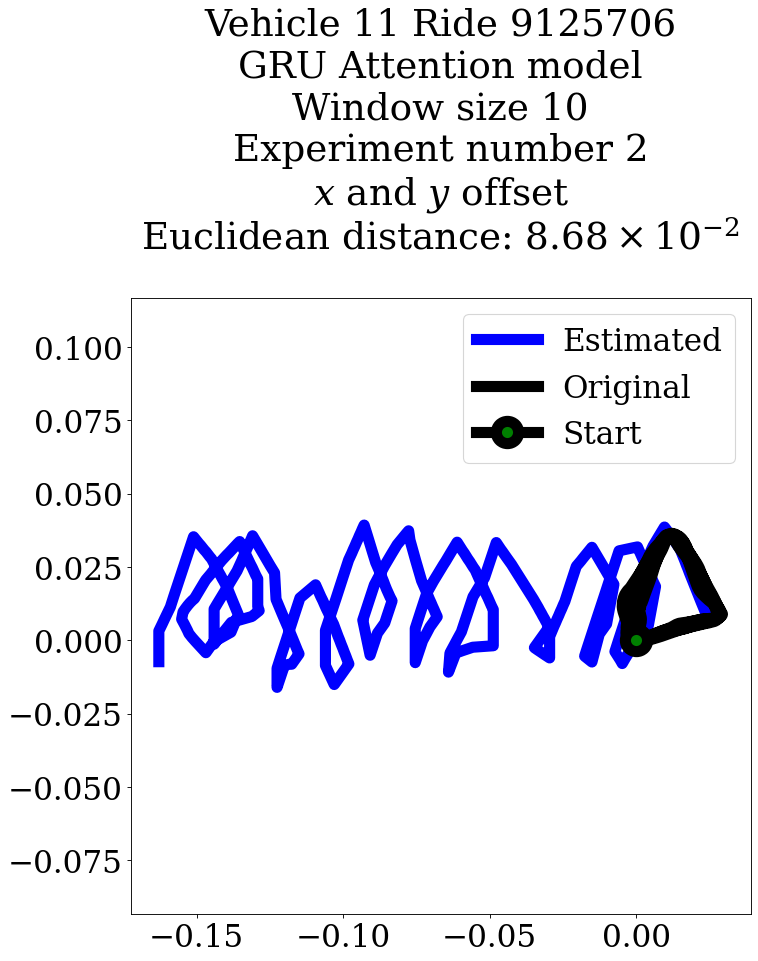 Vehicle 11 Ride 9125706
GRU Attention model
Window size 10
Experiment number 2
x and y offset
Euclidean distance: 8.68 × 10⁻²
Estimated
Original
Start
0.100
0.075
0.050
0.025
0.000
−0.025
−0.050
−0.075
−0.15 −0.10 −0.05 0.00